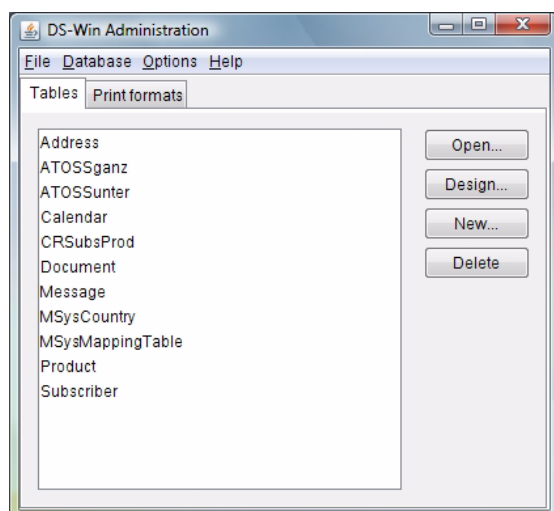 DS-Win Administration
File Database Options Help
Tables Print formats
Address
ATOSSganz
ATOSSunter
Calendar
CRSubsProd
Document
Message
MSysCountry
MSysMappingTable
Product
Subscriber
Open...
Design...
New...
Delete